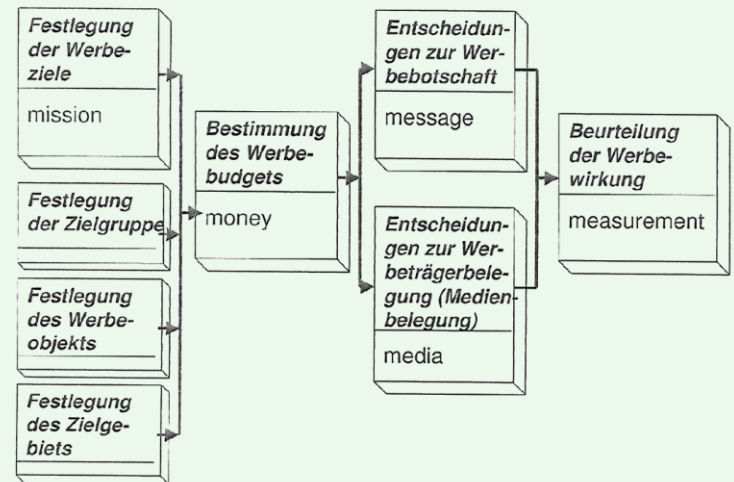 Festlegung
der Werbe-
ziele
mission
Festlegung
der Zielgruppe
Festlegung
des Werbe-
objekts
Festlegung
des Zielge-
biets
Bestimmung
des Werbe-
budgets
money
Entscheidun-
gen zur Wer-
bebotschaft
message
Entscheidun-
gen zur Wer-
beträgerbele-
gung (Medien-
belegung)
media
Beurteilung
der Werbe-
wirkung
measurement